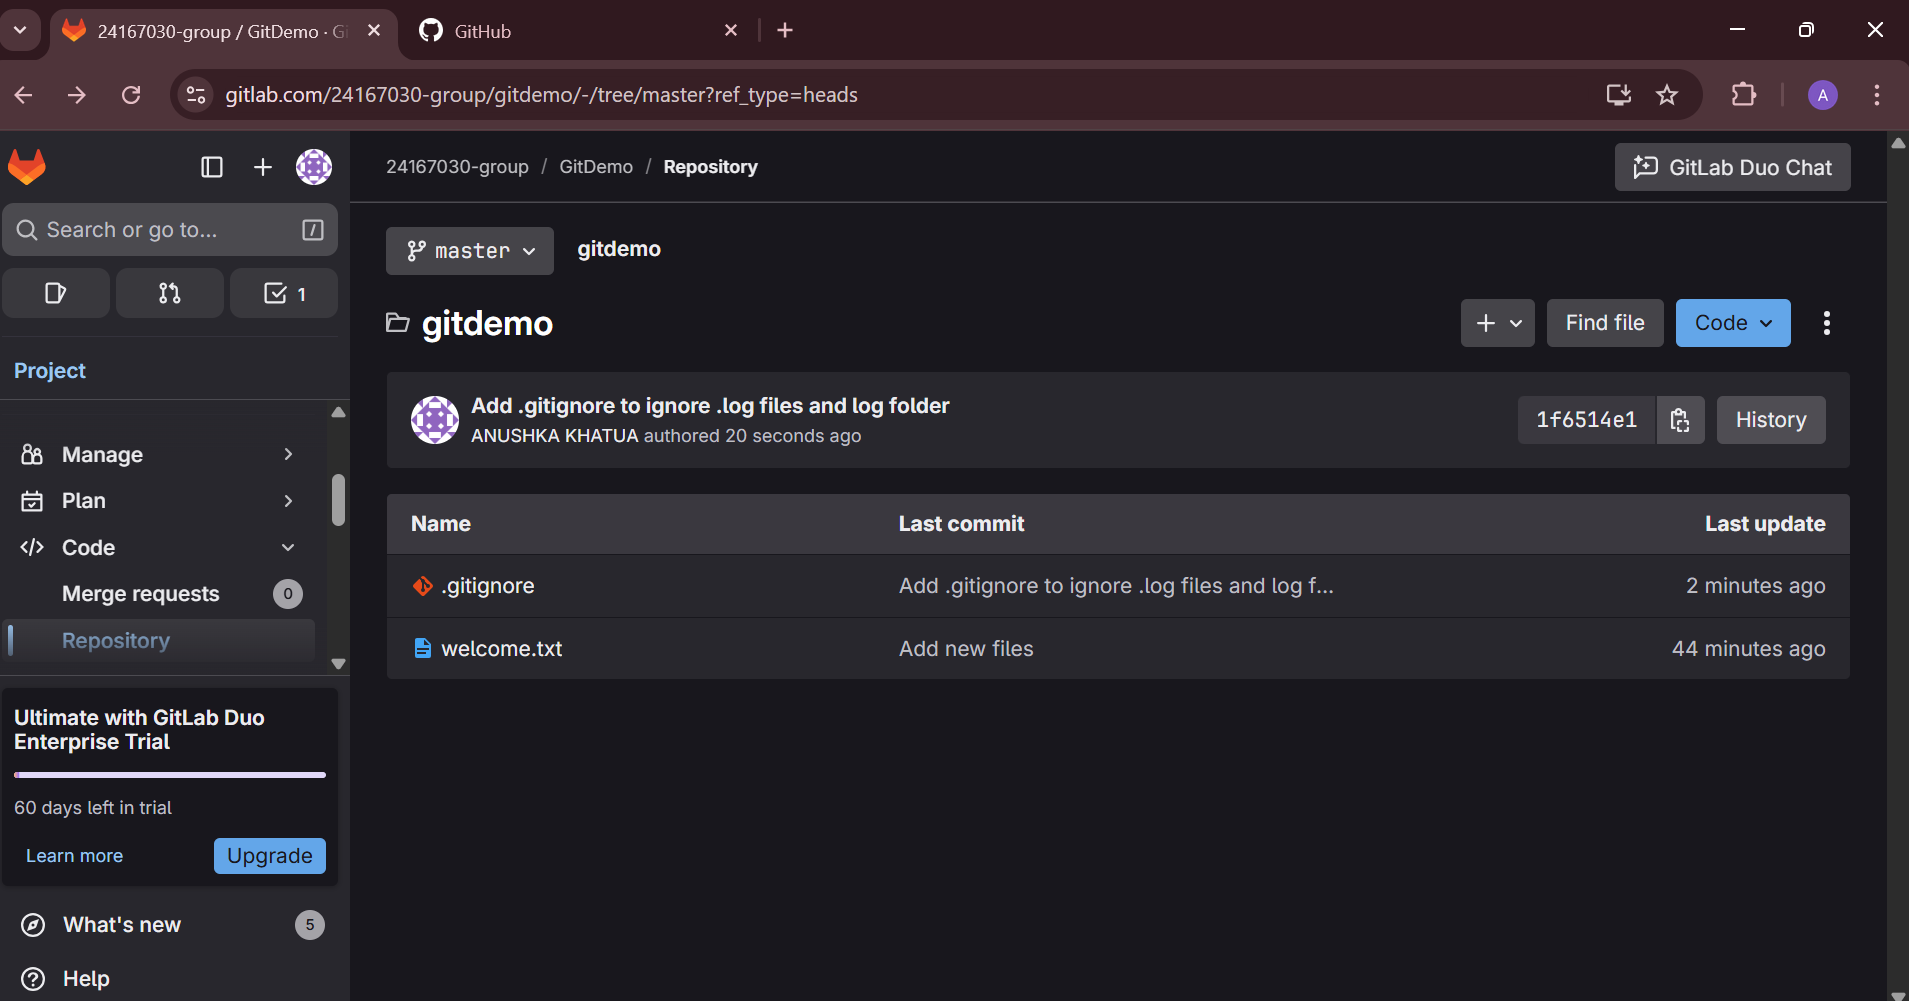 24167030-group / GitDemo · Gi
GitHub
gitlab.com/24167030-group/gitdemo/-/tree/master?ref_type=heads
A
24167030-group / GitDemo / Repository
GitLab Duo Chat
Search or go to...
/
master
gitdemo
1
gitdemo
Find file
Code
Project
Add .gitignore to ignore .log files and log folder
ANUSHKA KHATUA authored 20 seconds ago
1f6514e1
History
Manage
Plan
Code
Merge requests
0
Repository
Name
Last commit
Last update
.gitignore
Add .gitignore to ignore .log files and log f...
2 minutes ago
welcome.txt
Add new files
44 minutes ago
Ultimate with GitLab Duo
Enterprise Trial
60 days left in trial
Learn more
Upgrade
What's new
5
Help